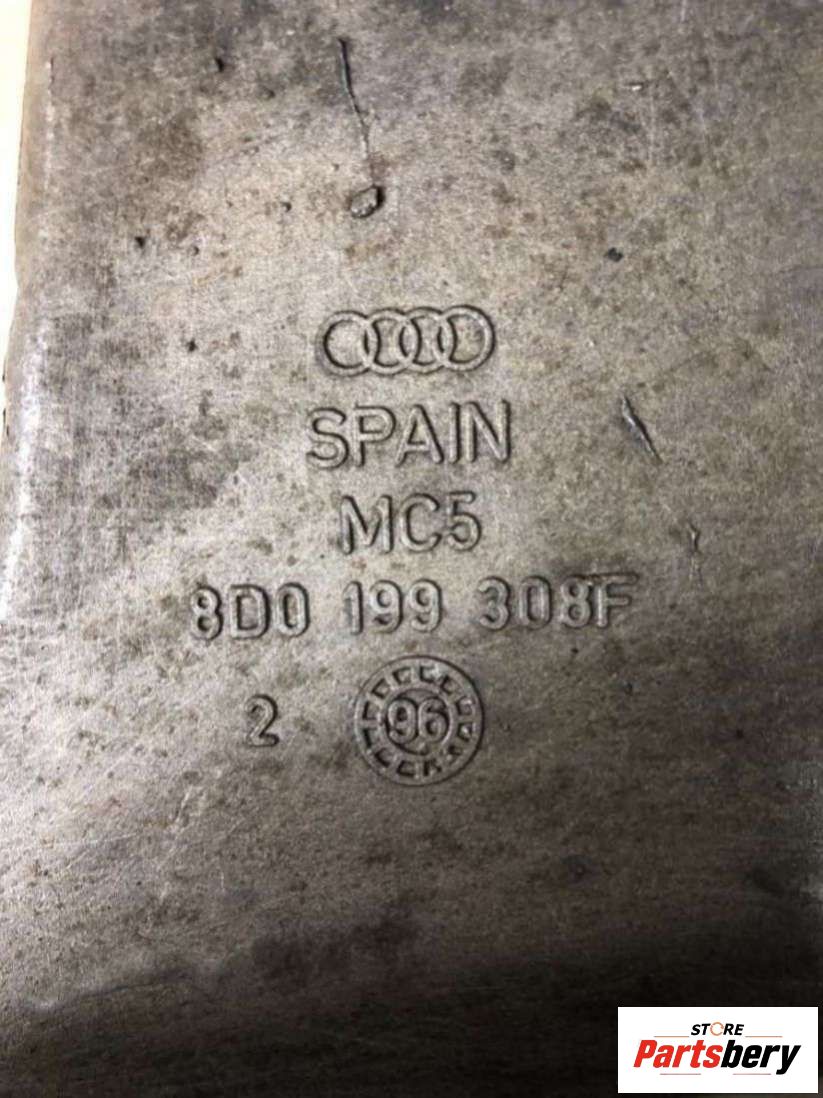 SPAIN
MC5
8D0 199 308F
2 96
STORE
Partsbery